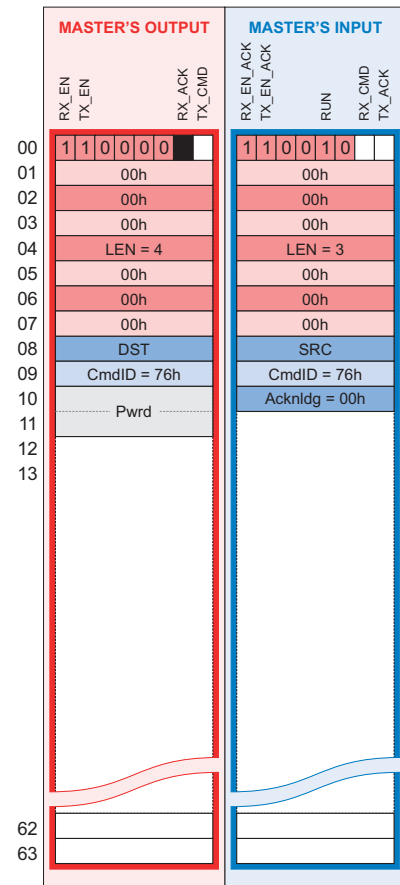 MASTER'S OUTPUT MASTER'S INPUT
RX_EN TX_EN RX_ACK TX_CMD RX_EN_ACK TX_EN_ACK RUN RX_CMD TX_ACK
00 1 1 0 0 0 0 1 1 0 0 1 0
01 00h 00h
02 00h 00h
03 00h 00h
04 LEN = 4 LEN = 3
05 00h 00h
06 00h 00h
07 00h 00h
08 DST SRC
09 CmdID = 76h CmdID = 76h
10 Acknldg = 00h
Pwrd
11
12
13
62
63